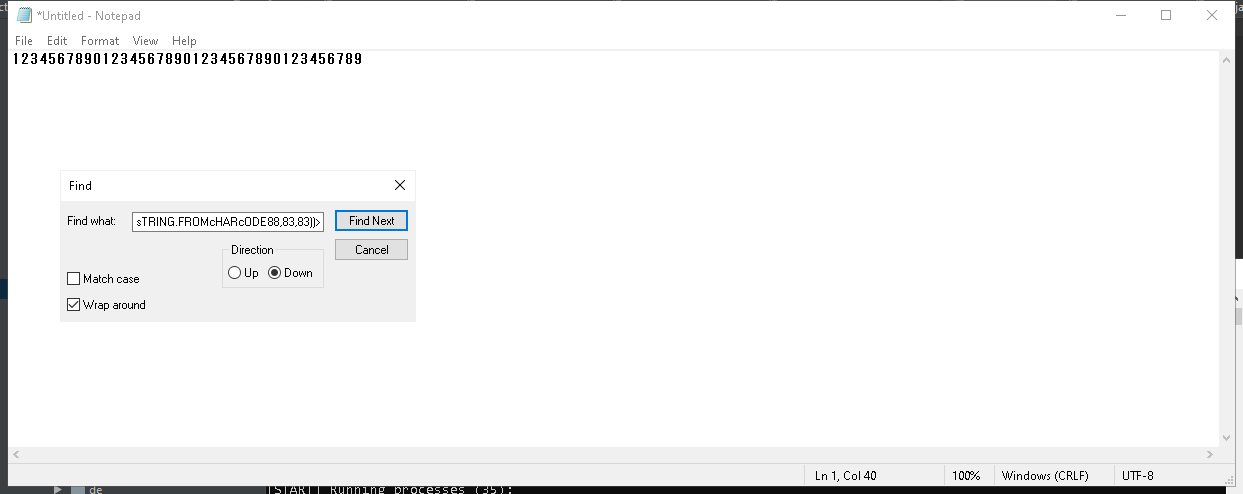 *Untitled - Notepad
File Edit Format View Help
123456789012345678901234567890123456789
Find
Find what: sTRING.FROMcHARcODE88,83,83))> Find Next
Direction Cancel
Up Down
Match case
Wrap around
Ln 1, Col 40 100% Windows (CRLF) UTF-8
de [START] Running processes (35):